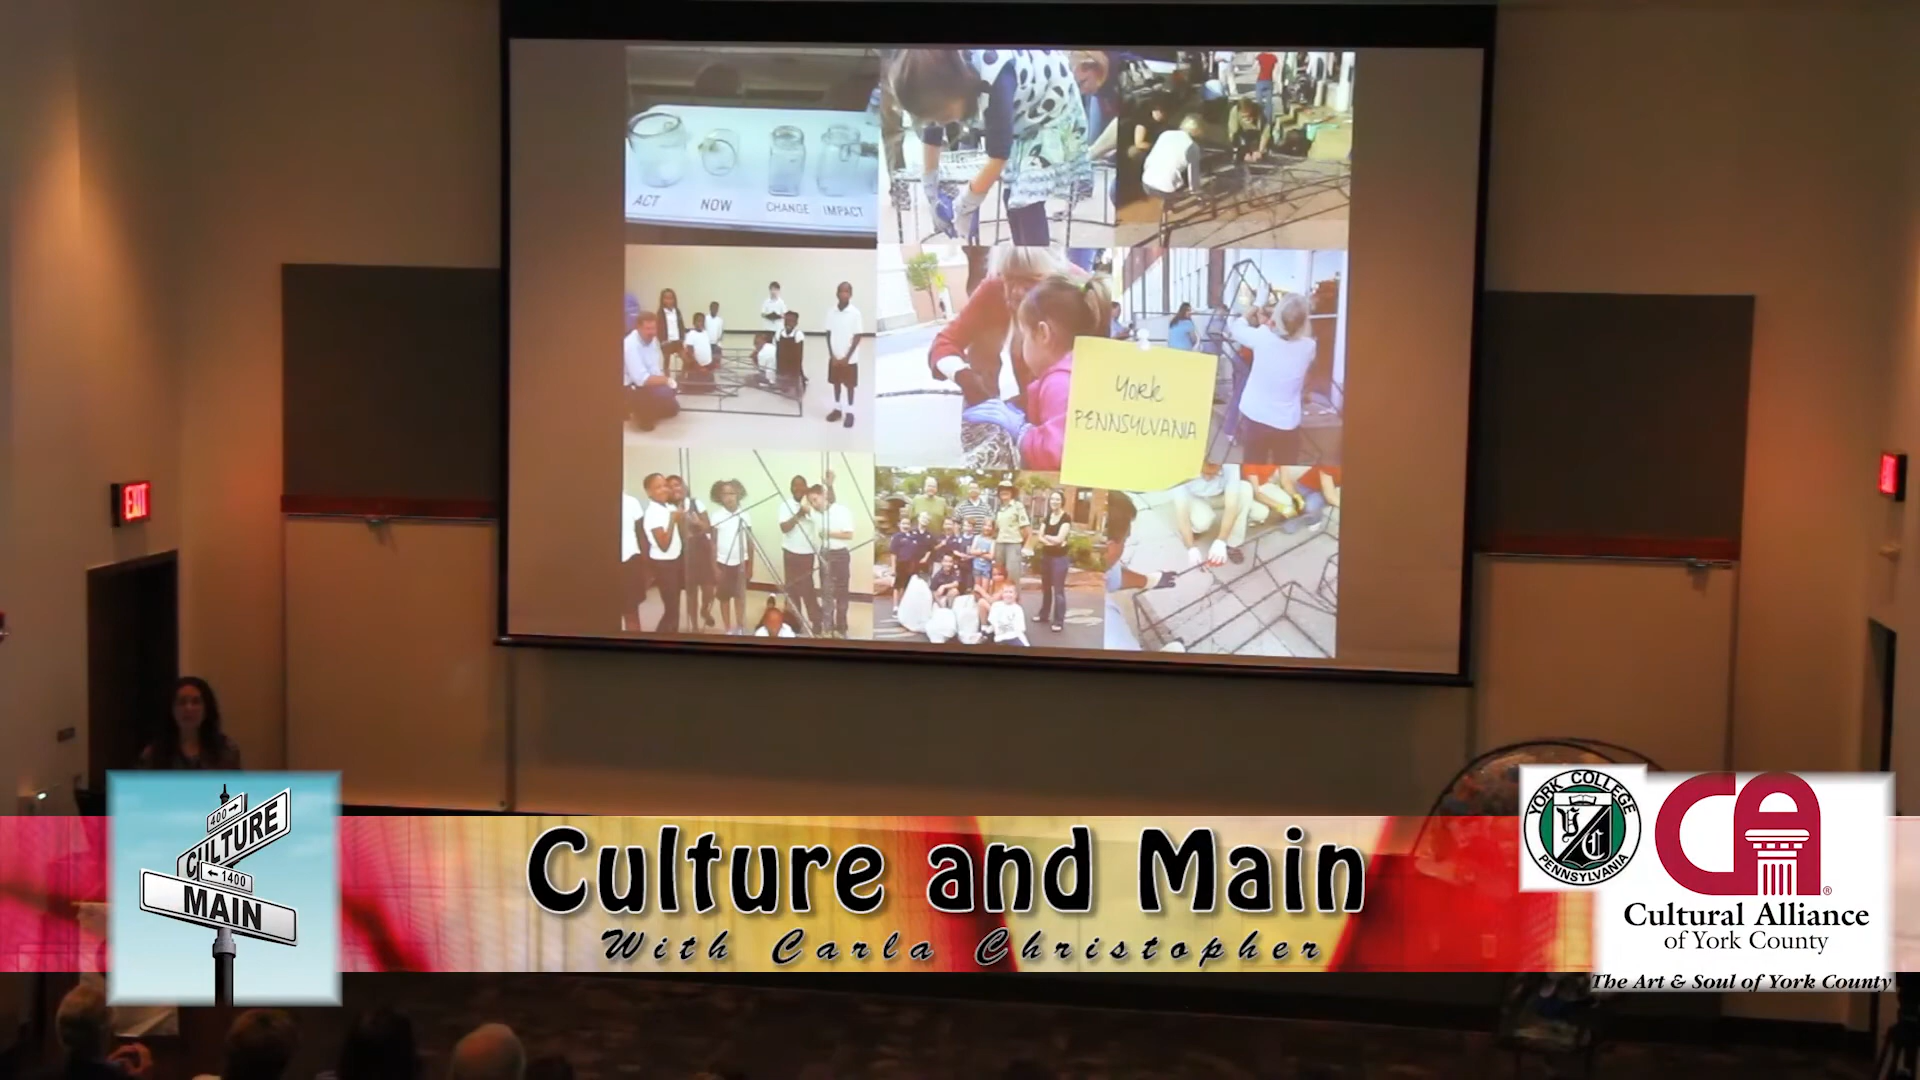 ACT
NOW
CHANGE
IMPACT
York
PENNSYLVANIA
EXIT
400→
CULTURE
←1400
MAIN
Culture and Main
With Carla Christopher
YORK COLLEGE
Y C
PENNSYLVANIA
CA®
Cultural Alliance
of York County
The Art & Soul of York County